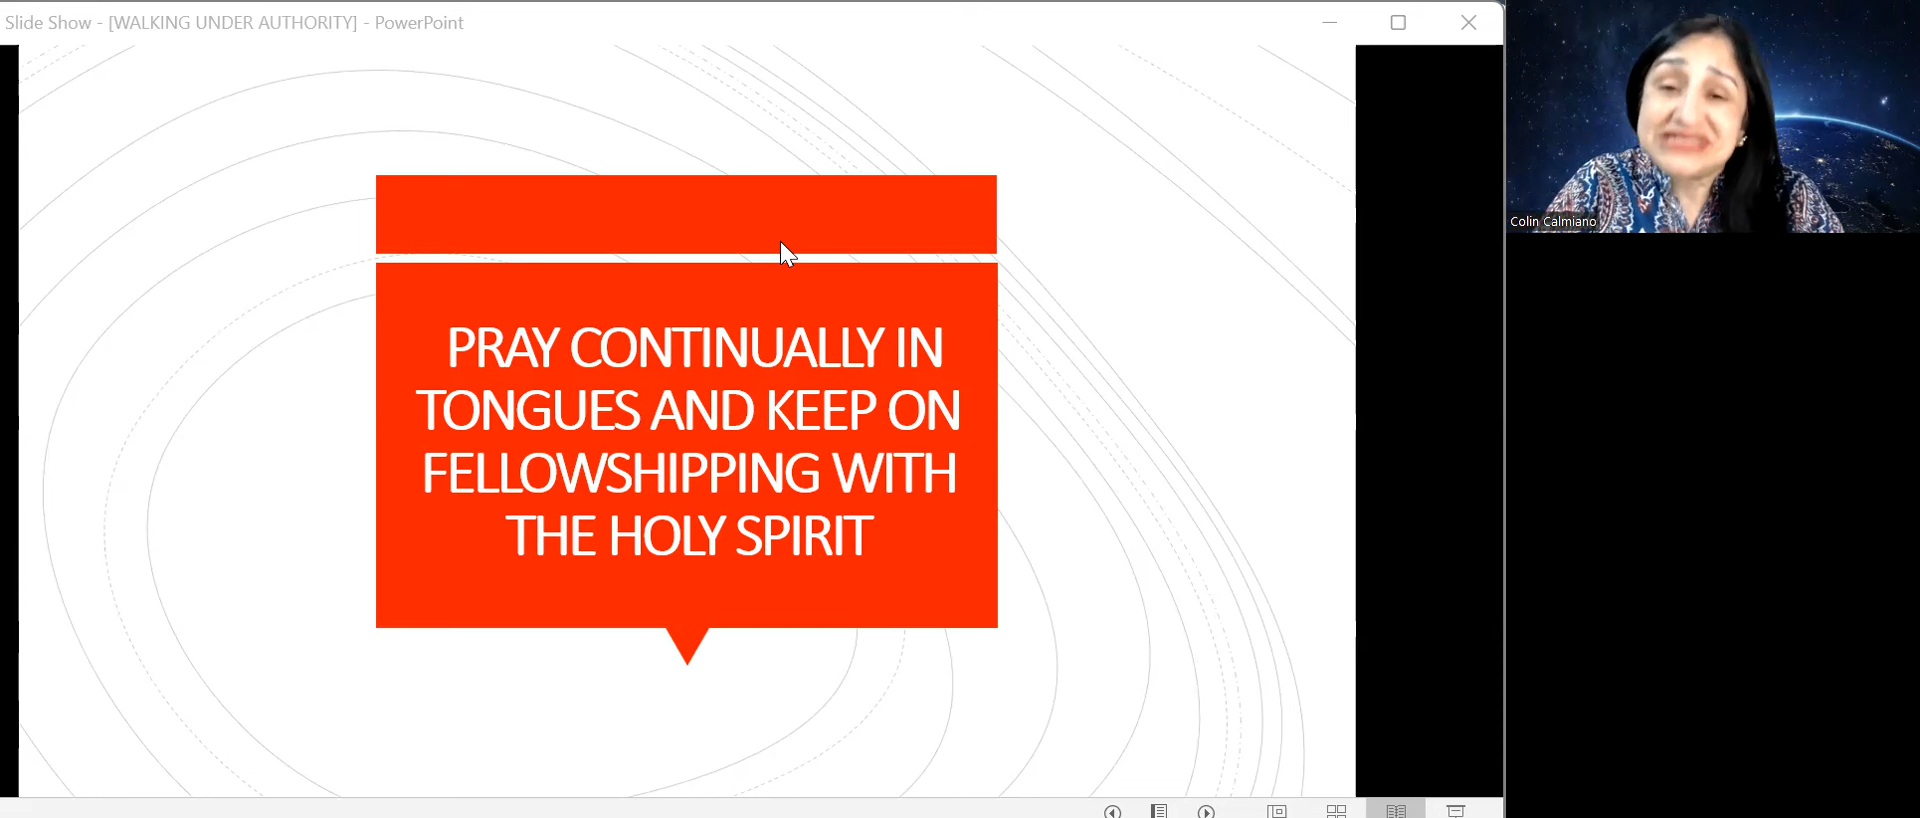 Slide Show - [WALKING UNDER AUTHORITY] - PowerPoint
PRAY CONTINUALLY IN
TONGUES AND KEEP ON
FELLOWSHIPPING WITH
THE HOLY SPIRIT
Colin Calmiano